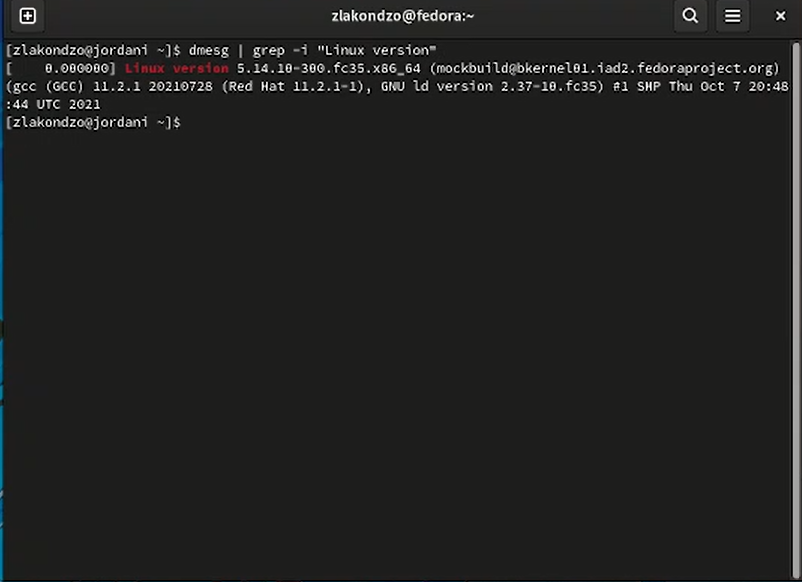 zlakondzo@fedora:~
[zlakondzo@jordani ~]$ dmesg | grep -i "Linux version"
[    0.000000] Linux version 5.14.10-300.fc35.x86_64 (mockbuild@bkernel01.iad2.fedoraproject.org)
(gcc (GCC) 11.2.1 20210728 (Red Hat 11.2.1-1), GNU ld version 2.37-10.fc35) #1 SMP Thu Oct 7 20:48
:44 UTC 2021
[zlakondzo@jordani ~]$